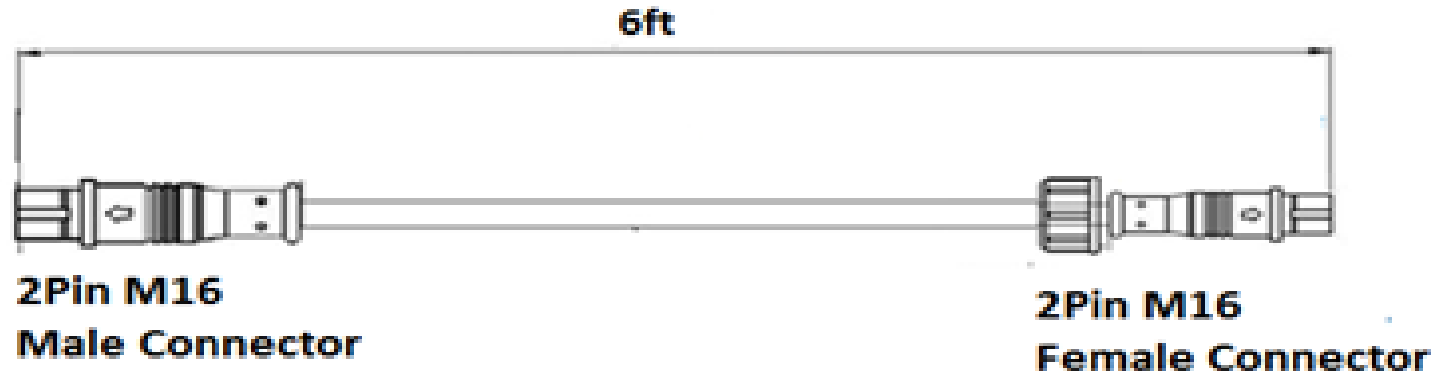 6ft
2Pin M16
Male Connector
2Pin M16
Female Connector